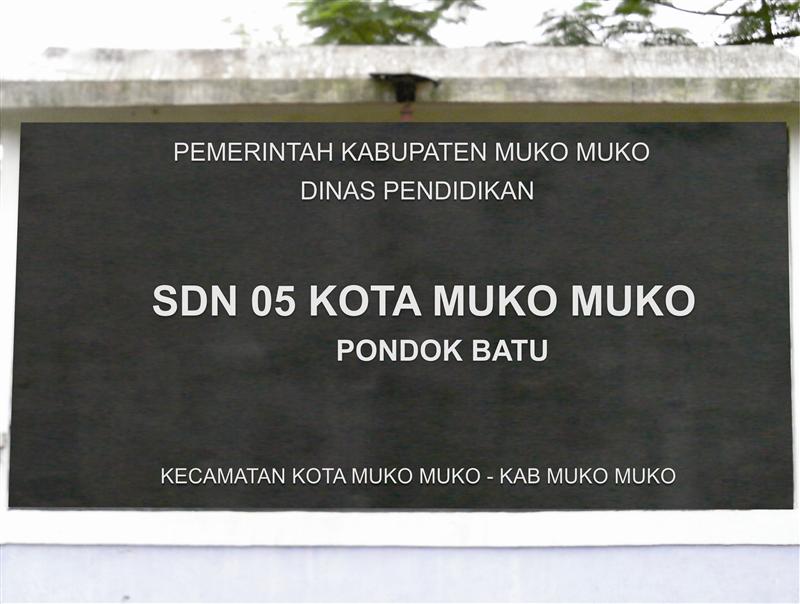 PEMERINTAH KABUPATEN MUKO MUKO
DINAS PENDIDIKAN
SDN 05 KOTA MUKO MUKO
PONDOK BATU
KECAMATAN KOTA MUKO MUKO - KAB MUKO MUKO